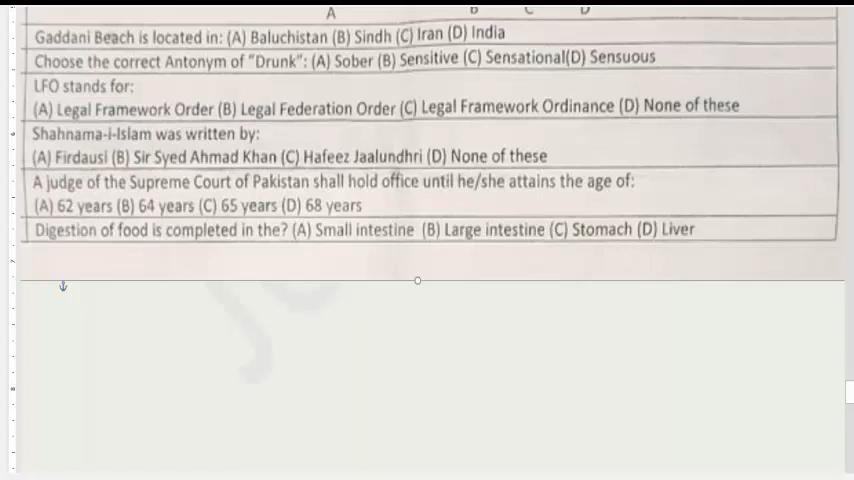 A B C D
Gaddani Beach is located in: (A) Baluchistan (B) Sindh (C) Iran (D) India
Choose the correct Antonym of "Drunk": (A) Sober (B) Sensitive (C) Sensational(D) Sensuous
LFO stands for:
(A) Legal Framework Order (B) Legal Federation Order (C) Legal Framework Ordinance (D) None of these
Shahnama-i-Islam was written by:
(A) Firdausi (B) Sir Syed Ahmad Khan (C) Hafeez Jaalundhri (D) None of these
A judge of the Supreme Court of Pakistan shall hold office until he/she attains the age of:
(A) 62 years (B) 64 years (C) 65 years (D) 68 years
Digestion of food is completed in the? (A) Small intestine (B) Large intestine (C) Stomach (D) Liver